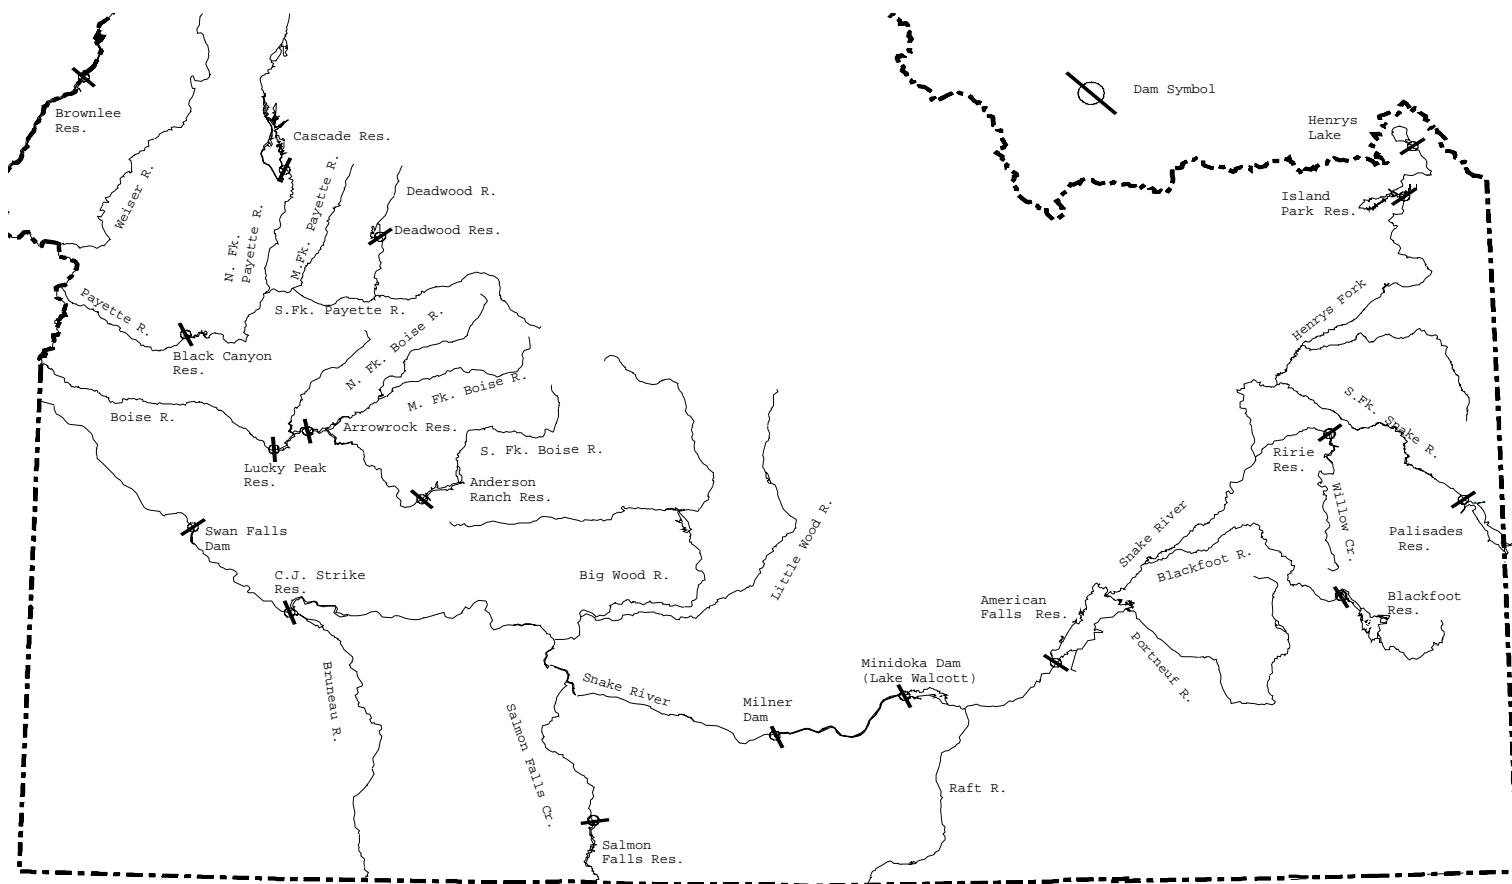 Dam Symbol
Brownlee
Res.
Cascade Res.
Henrys
Lake
Weiser R.
N. Fk.
Payette R.
M.Fk. Payette R.
Deadwood R.
Deadwood Res.
Island
Park Res.
Payette R.
S.Fk. Payette R.
Henrys Fork
Black Canyon
Res.
N. Fk. Boise R.
M. Fk. Boise R.
Boise R.
Arrowrock Res.
S.Fk. Snake R.
Lucky Peak
Res.
S. Fk. Boise R.
Ririe
Res.
Anderson
Ranch Res.
Willow Cr.
Swan Falls
Dam
Snake River
Palisades
Res.
C.J. Strike
Res.
Big Wood R.
Little Wood R.
Blackfoot R.
American
Falls Res.
Blackfoot
Res.
Portneuf R.
Bruneau R.
Minidoka Dam
(Lake Walcott)
Snake River
Milner
Dam
Salmon Falls Cr.
Raft R.
Salmon
Falls Res.